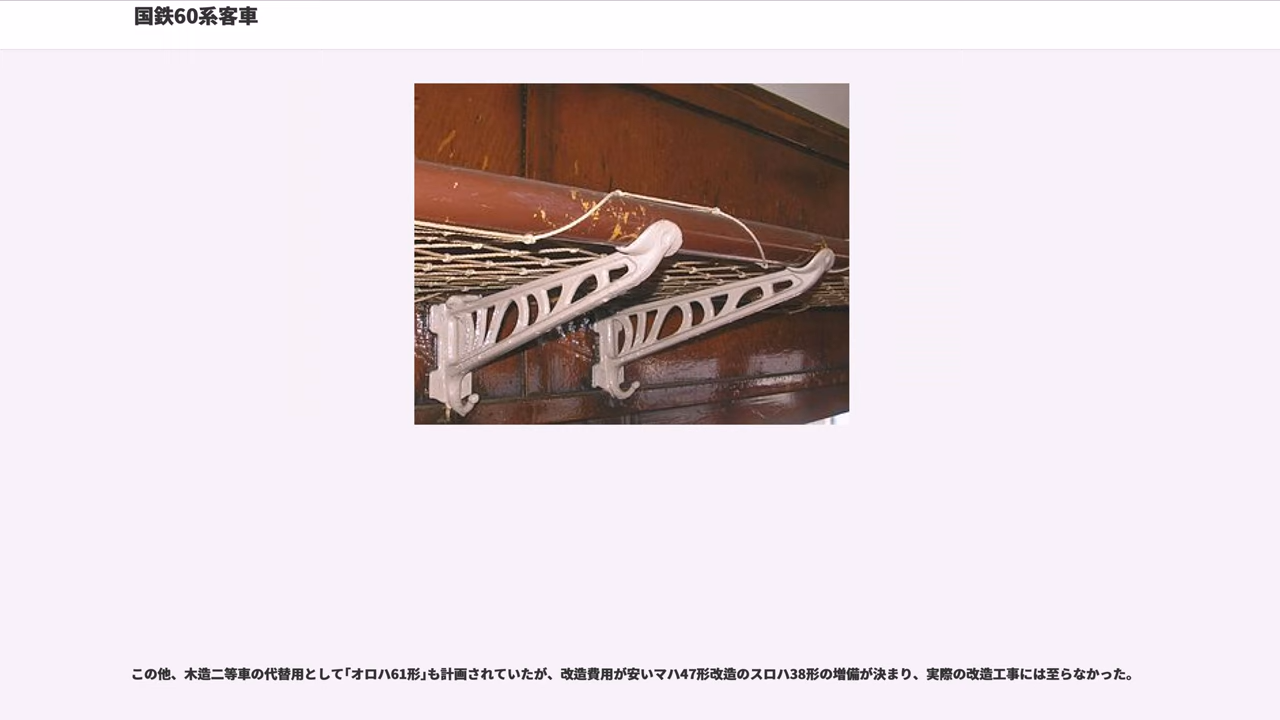 国鉄60系客車
この他、木造二等車の代替用として｢オロハ61形｣も計画されていたが、改造費用が安いマハ47形改造のスロハ38形の増備が決まり、実際の改造工事には至らなかった。